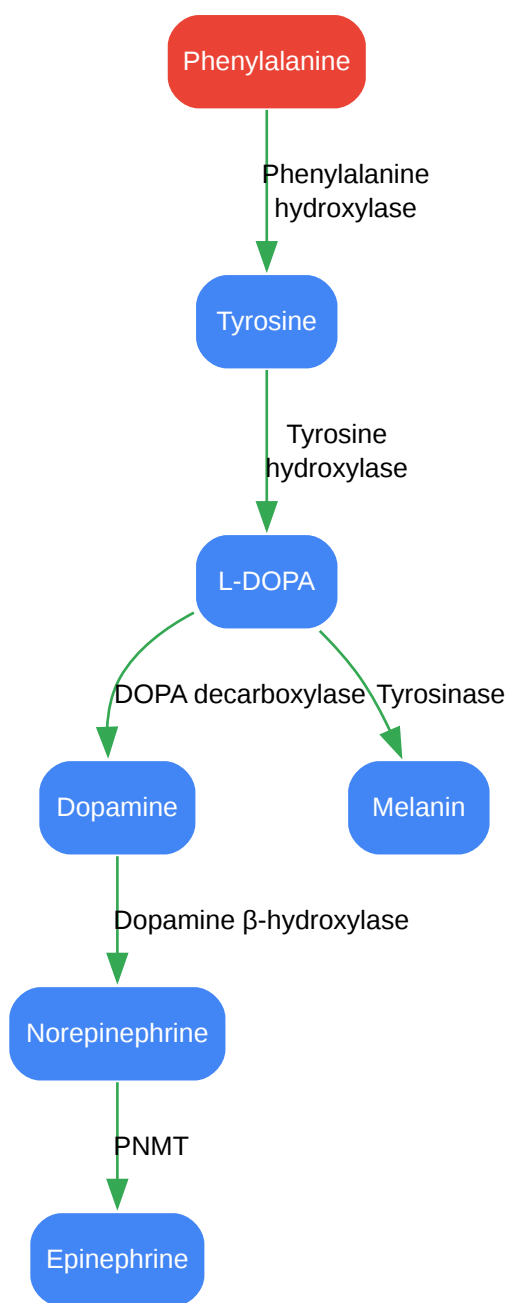 Phenylalanine
Phenylalanine
hydroxylase
Tyrosine
Tyrosine
hydroxylase
L-DOPA
DOPA decarboxylase
Tyrosinase
Dopamine
Melanin
Dopamine β-hydroxylase
Norepinephrine
PNMT
Epinephrine